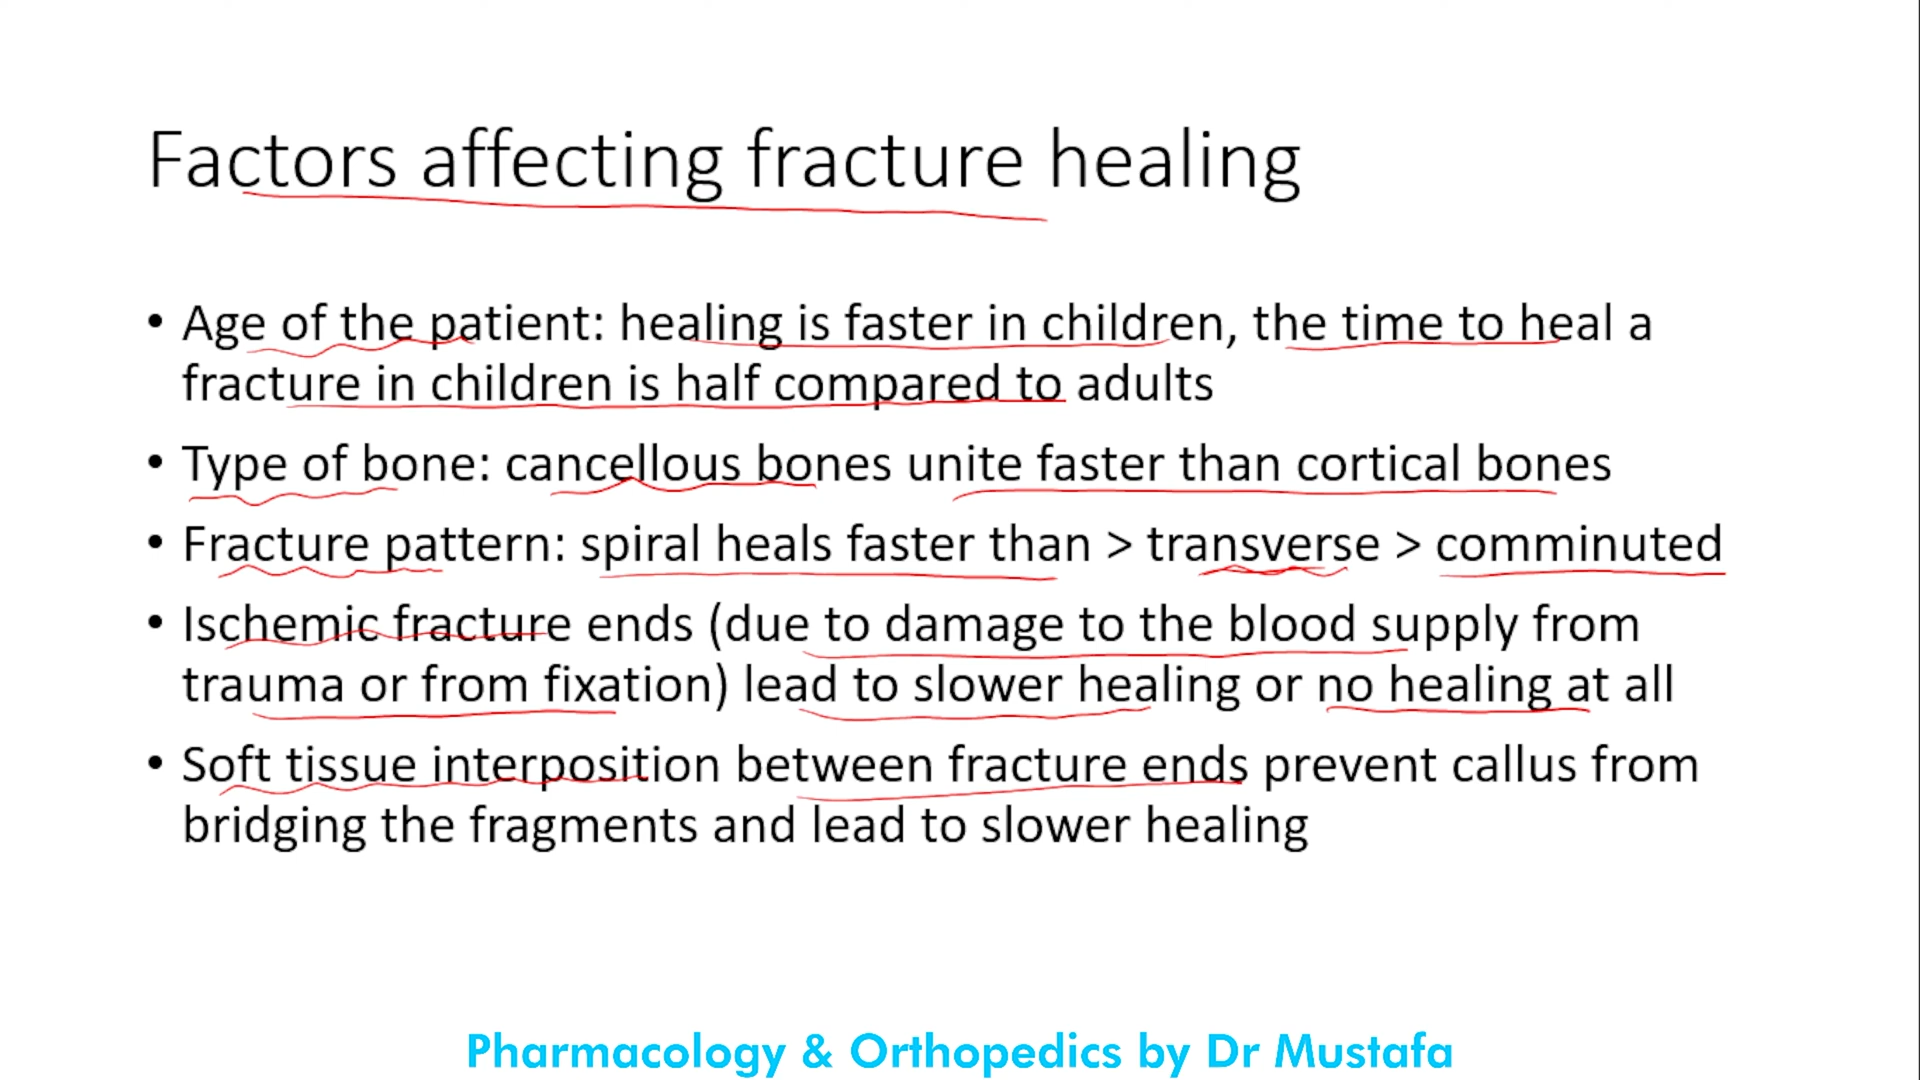 Factors affecting fracture healing
• Age of the patient: healing is faster in children, the time to heal a
fracture in children is half compared to adults
• Type of bone: cancellous bones unite faster than cortical bones
• Fracture pattern: spiral heals faster than > transverse > comminuted
• Ischemic fracture ends (due to damage to the blood supply from
trauma or from fixation) lead to slower healing or no healing at all
• Soft tissue interposition between fracture ends prevent callus from
bridging the fragments and lead to slower healing
Pharmacology & Orthopedics by Dr Mustafa